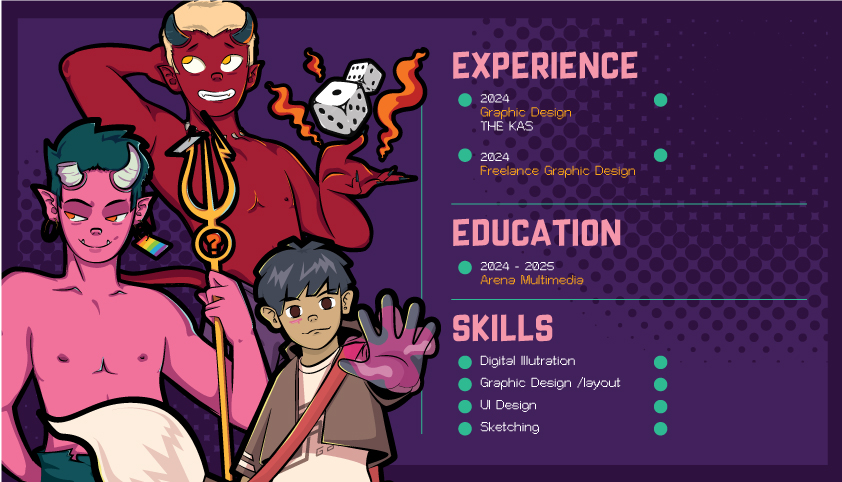 EXPERIENCE
2024
Graphic Design
THE KAS
2024
Freelance Graphic Design
EDUCATION
2024 - 2025
Arena Multimedia
SKILLS
Digital Illutration
Graphic Design /layout
UI Design
Sketching
?